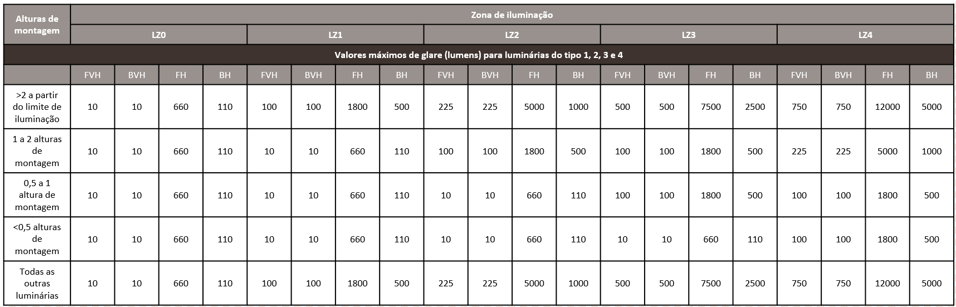 Alturas de montagem Zona de iluminação
LZ0 LZ1 LZ2 LZ3 LZ4
Valores máximos de glare (lumens) para luminárias do tipo 1, 2, 3 e 4
FVH BVH FH BH FVH BVH FH BH FVH BVH FH BH FVH BVH FH BH FVH BVH FH BH
>2 a partir do limite de iluminação 10 10 660 110 100 100 1800 500 225 225 5000 1000 500 500 7500 2500 750 750 12000 5000
1 a 2 alturas de montagem 10 10 660 110 10 10 660 110 100 100 1800 500 100 100 1800 500 225 225 5000 1000
0,5 a 1 altura de montagem 10 10 660 110 10 10 660 110 10 10 660 110 100 100 1800 500 100 100 1800 500
<0,5 alturas de montagem 10 10 660 110 10 10 660 110 10 10 660 110 10 10 660 110 100 100 1800 500
Todas as outras luminárias 10 10 660 110 100 100 1800 500 225 225 5000 1000 500 500 7500 2500 750 750 12000 5000